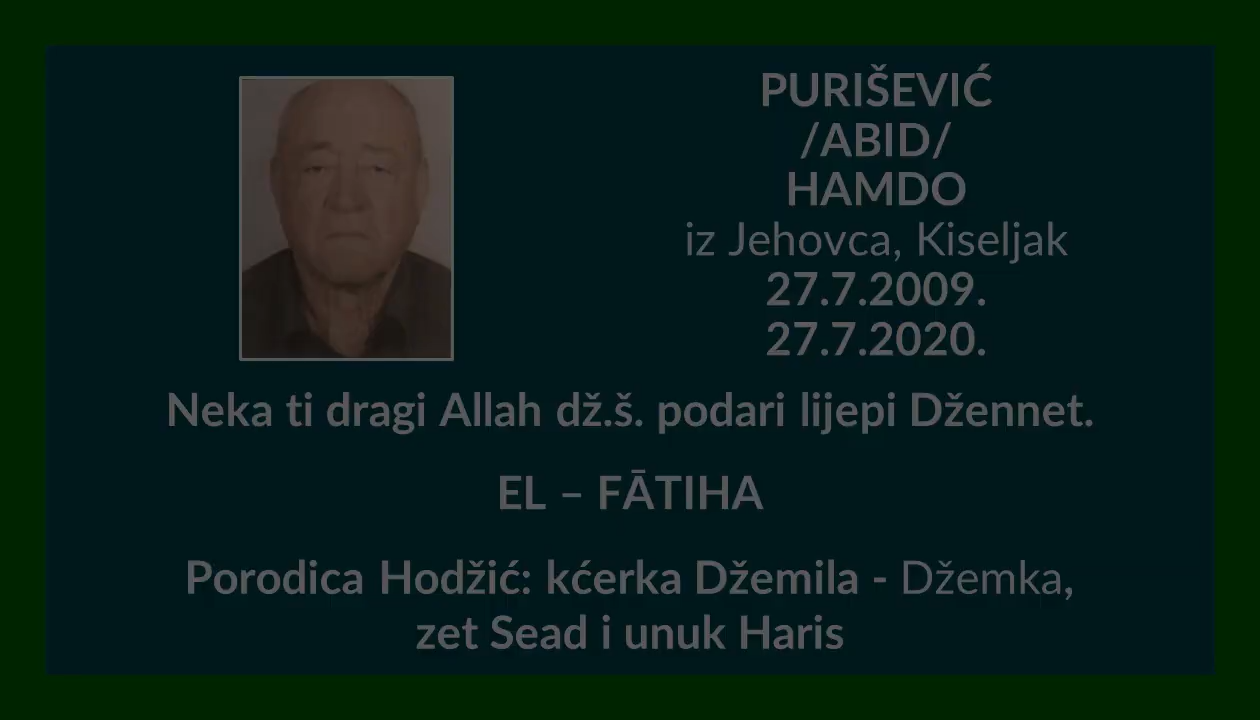 PURIŠEVIĆ
/ABID/
HAMDO
iz Jehovca, Kiseljak
27.7.2009.
27.7.2020.
Neka ti dragi Allah dž.š. podari lijepi Džennet.
EL – FĀTIHA
Porodica Hodžić: kćerka Džemila - Džemka,
zet Sead i unuk Haris